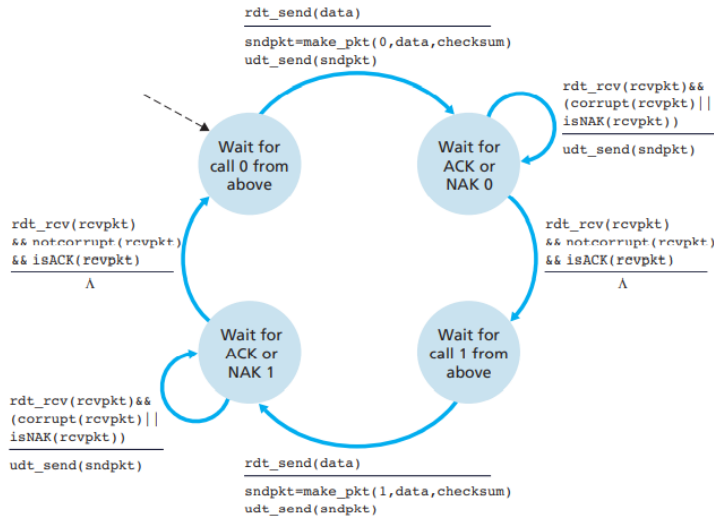 rdt_send(data)
sndpkt=make_pkt(0,data,checksum)
udt_send(sndpkt)
Wait for
call 0 from
above
Wait for
ACK or
NAK 0
rdt_rcv(rcvpkt)&&
(corrupt(rcvpkt)||
isNAK(rcvpkt))
udt_send(sndpkt)
rdt_rcv(rcvpkt)
&& notcorrupt(rcvpkt)
&& isACK(rcvpkt)
Λ
rdt_rcv(rcvpkt)
&& notcorrupt(rcvpkt)
&& isACK(rcvpkt)
Λ
Wait for
ACK or
NAK 1
Wait for
call 1 from
above
rdt_rcv(rcvpkt)&&
(corrupt(rcvpkt)||
isNAK(rcvpkt))
udt_send(sndpkt)
rdt_send(data)
sndpkt=make_pkt(1,data,checksum)
udt_send(sndpkt)